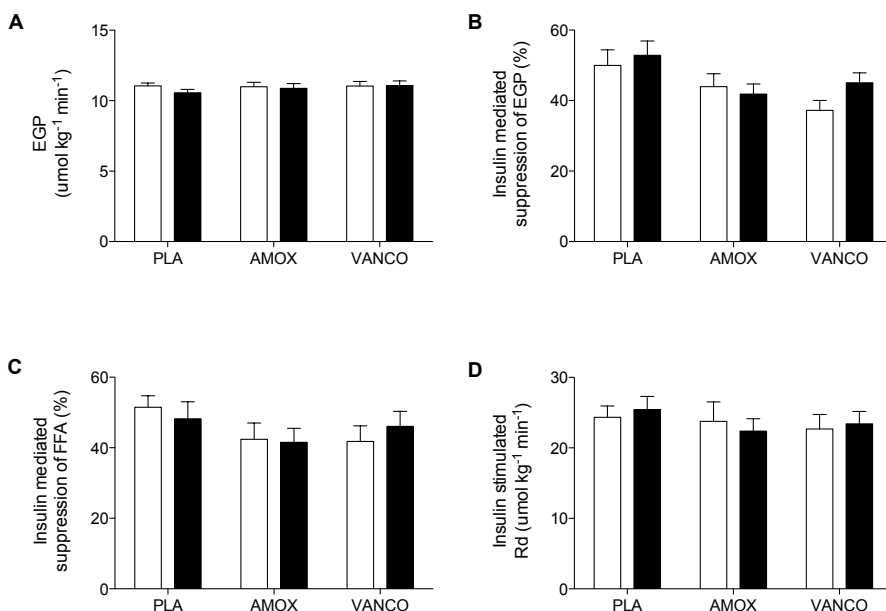 A
15
10
5
0
EGP
(umol kg⁻¹ min⁻¹)
PLA AMOX VANCO
B
60
40
20
0
Insulin mediated
suppression of EGP (%)
PLA AMOX VANCO
C
60
40
20
0
Insulin mediated
suppression of FFA (%)
PLA AMOX VANCO
D
30
20
10
0
Insulin stimulated
Rd (umol kg⁻¹ min⁻¹)
PLA AMOX VANCO